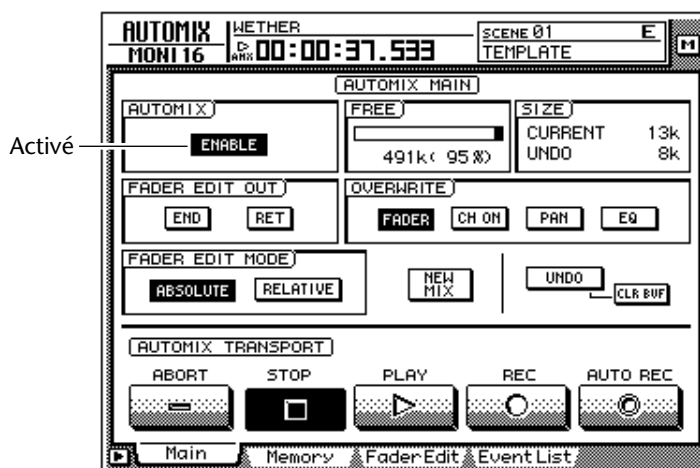 AUTOMIX WETHER SCENE 01 E
MONI 16 AMX 00:00:37.533 TEMPLATE M
AUTOMIX MAIN
AUTOMIX FREE SIZE
Activé ENABLE 491k( 95%) CURRENT 13k
UNDO 8k
FADER EDIT OUT OVERWRITE
END RET FADER CH ON PAN EQ
FADER EDIT MODE
ABSOLUTE RELATIVE NEW MIX UNDO CLR BUF
AUTOMIX TRANSPORT
ABORT STOP PLAY REC AUTO REC
Main Memory Fader Edit Event List